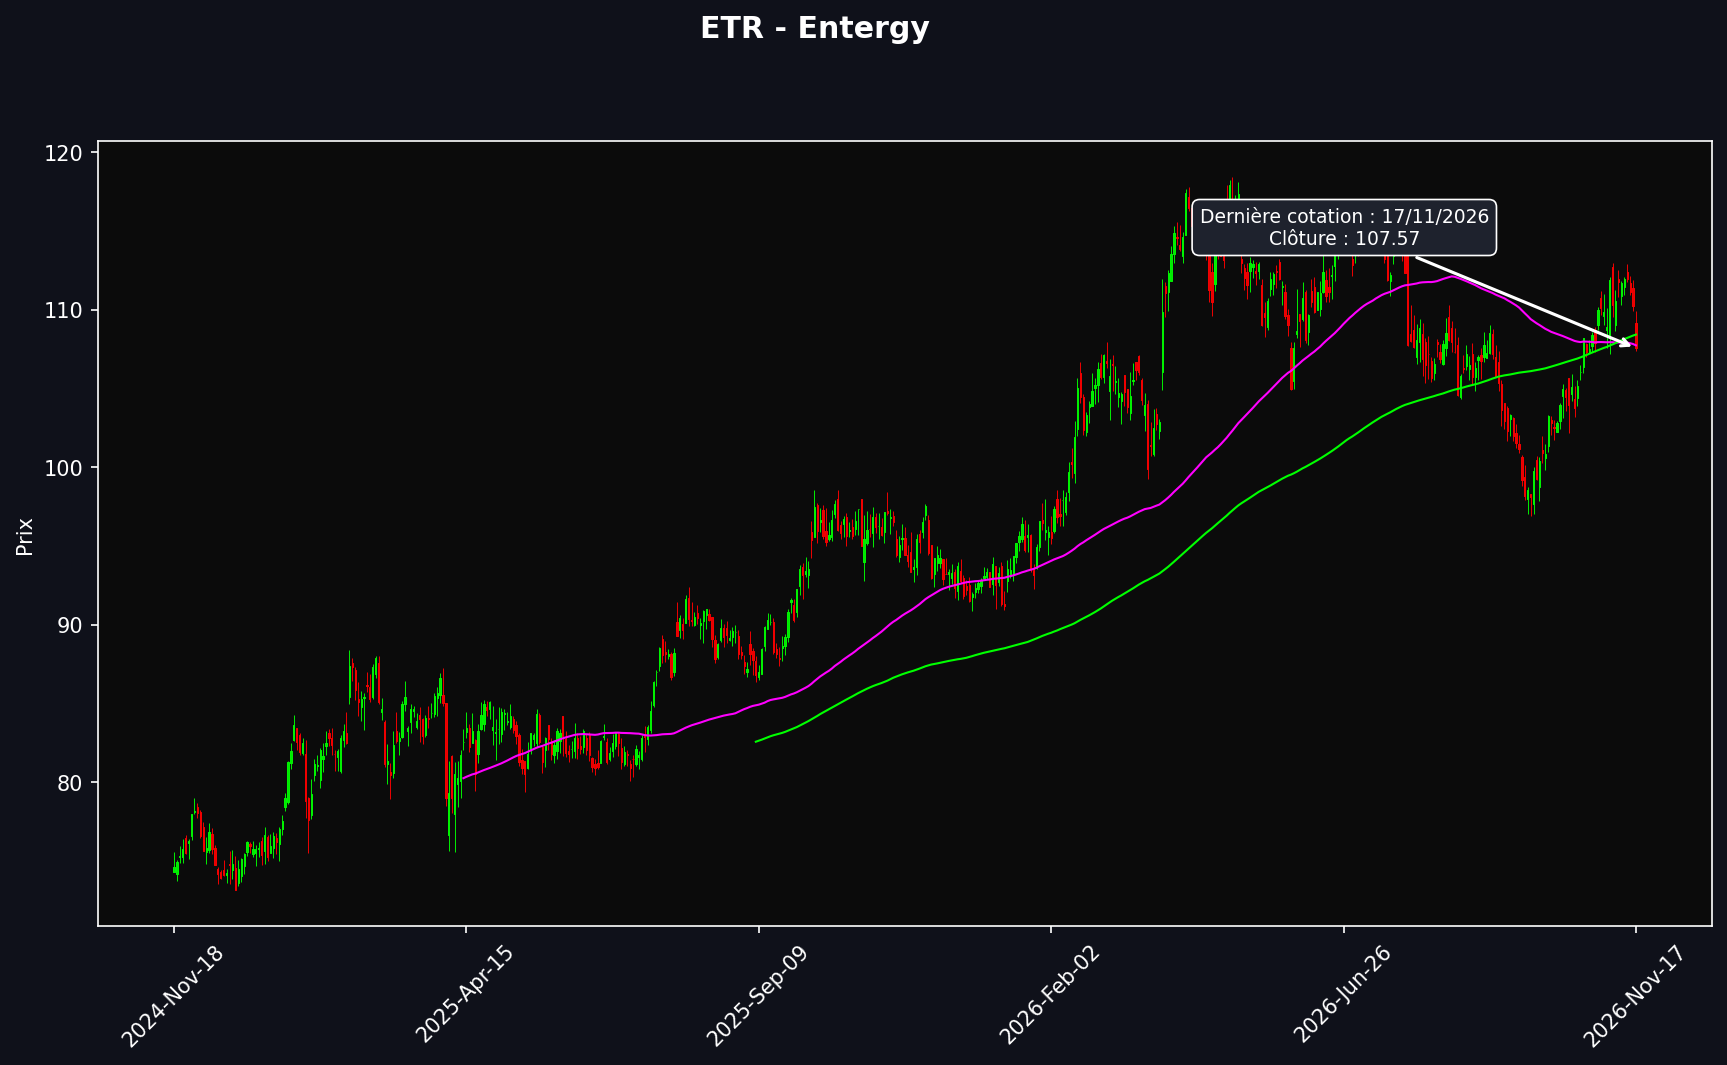 ETR - Entergy
Dernière cotation : 17/11/2026
Clôture : 107.57
Prix
120
110
100
90
80
2024-Nov-18
2025-Apr-15
2025-Sep-09
2026-Feb-02
2026-Jun-26
2026-Nov-17